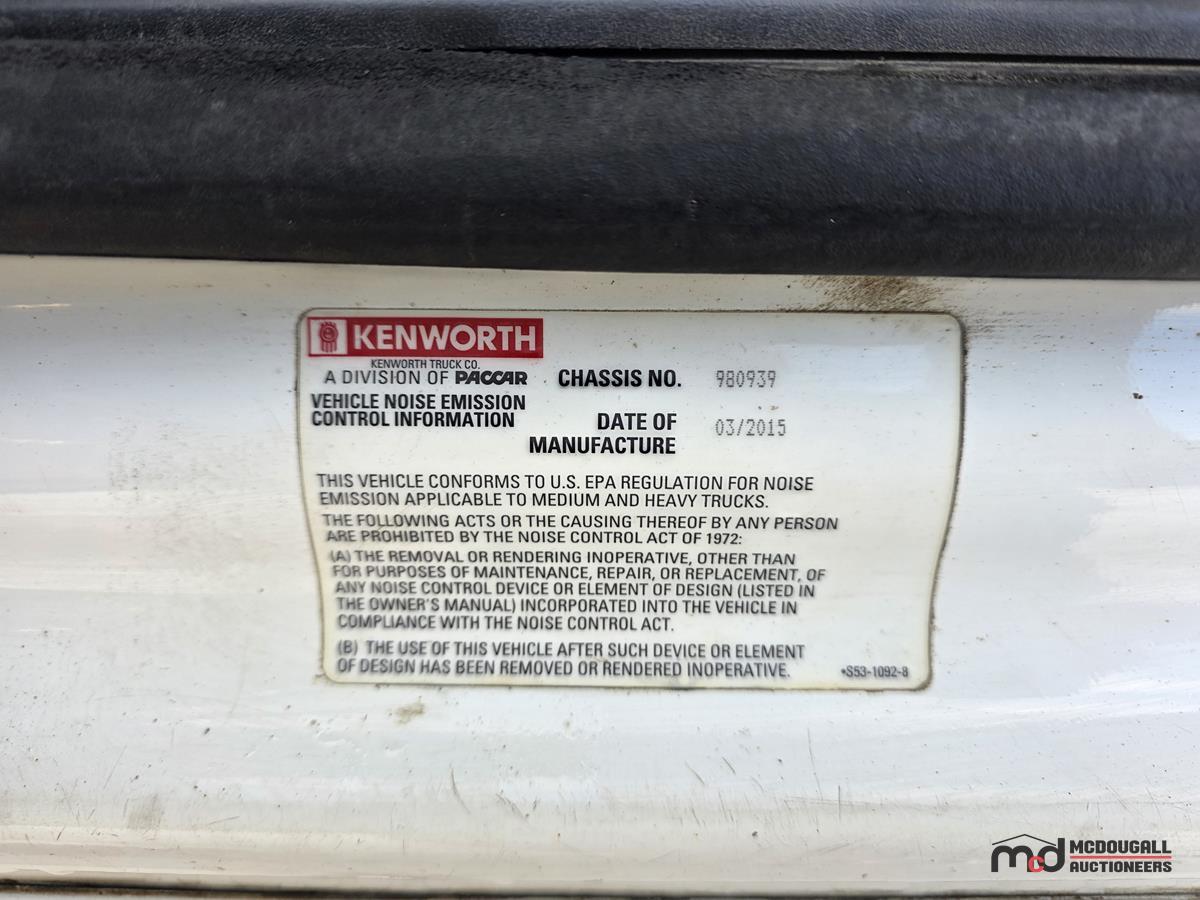 KENWORTH
KENWORTH TRUCK CO.
A DIVISION OF PACCAR
VEHICLE NOISE EMISSION
CONTROL INFORMATION
CHASSIS NO. 980939
DATE OF
MANUFACTURE 03/2015
THIS VEHICLE CONFORMS TO U.S. EPA REGULATION FOR NOISE
EMISSION APPLICABLE TO MEDIUM AND HEAVY TRUCKS.
THE FOLLOWING ACTS OR THE CAUSING THEREOF BY ANY PERSON
ARE PROHIBITED BY THE NOISE CONTROL ACT OF 1972:
(A) THE REMOVAL OR RENDERING INOPERATIVE, OTHER THAN
FOR PURPOSES OF MAINTENANCE, REPAIR, OR REPLACEMENT, OF
ANY NOISE CONTROL DEVICE OR ELEMENT OF DESIGN (LISTED IN
THE OWNER'S MANUAL) INCORPORATED INTO THE VEHICLE IN
COMPLIANCE WITH THE NOISE CONTROL ACT.
(B) THE USE OF THIS VEHICLE AFTER SUCH DEVICE OR ELEMENT
OF DESIGN HAS BEEN REMOVED OR RENDERED INOPERATIVE.
•S53-1092-8
mcd MCDOUGALL
AUCTIONEERS